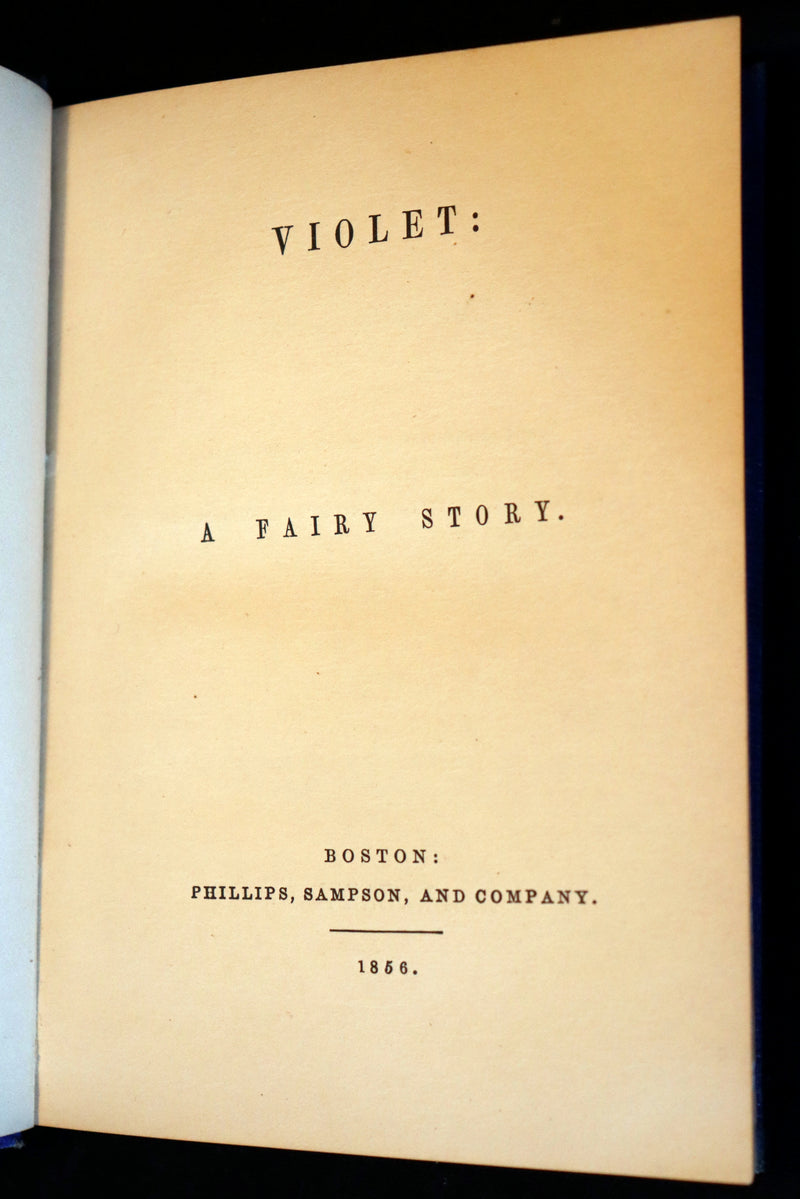 VIOLET:
A FAIRY STORY.
BOSTON:
PHILLIPS, SAMPSON, AND COMPANY.
1856.